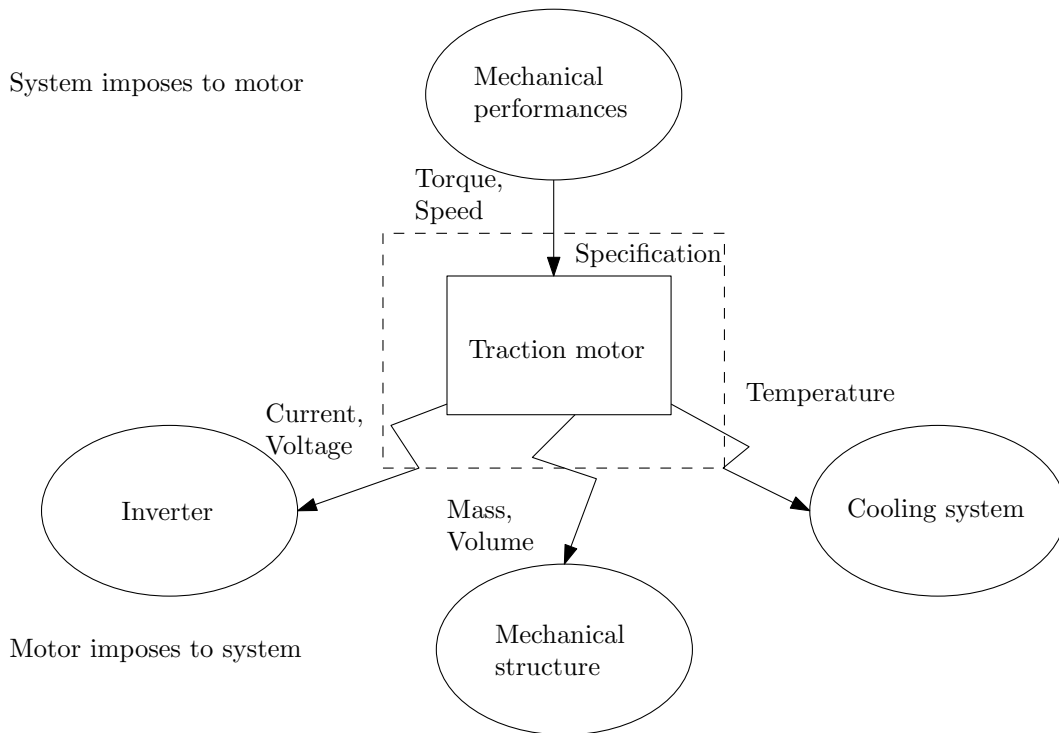 System imposes to motor
Mechanical
performances
Torque,
Speed
Specification
Traction motor
Temperature
Current,
Voltage
Inverter
Mass,
Volume
Cooling system
Motor imposes to system
Mechanical
structure